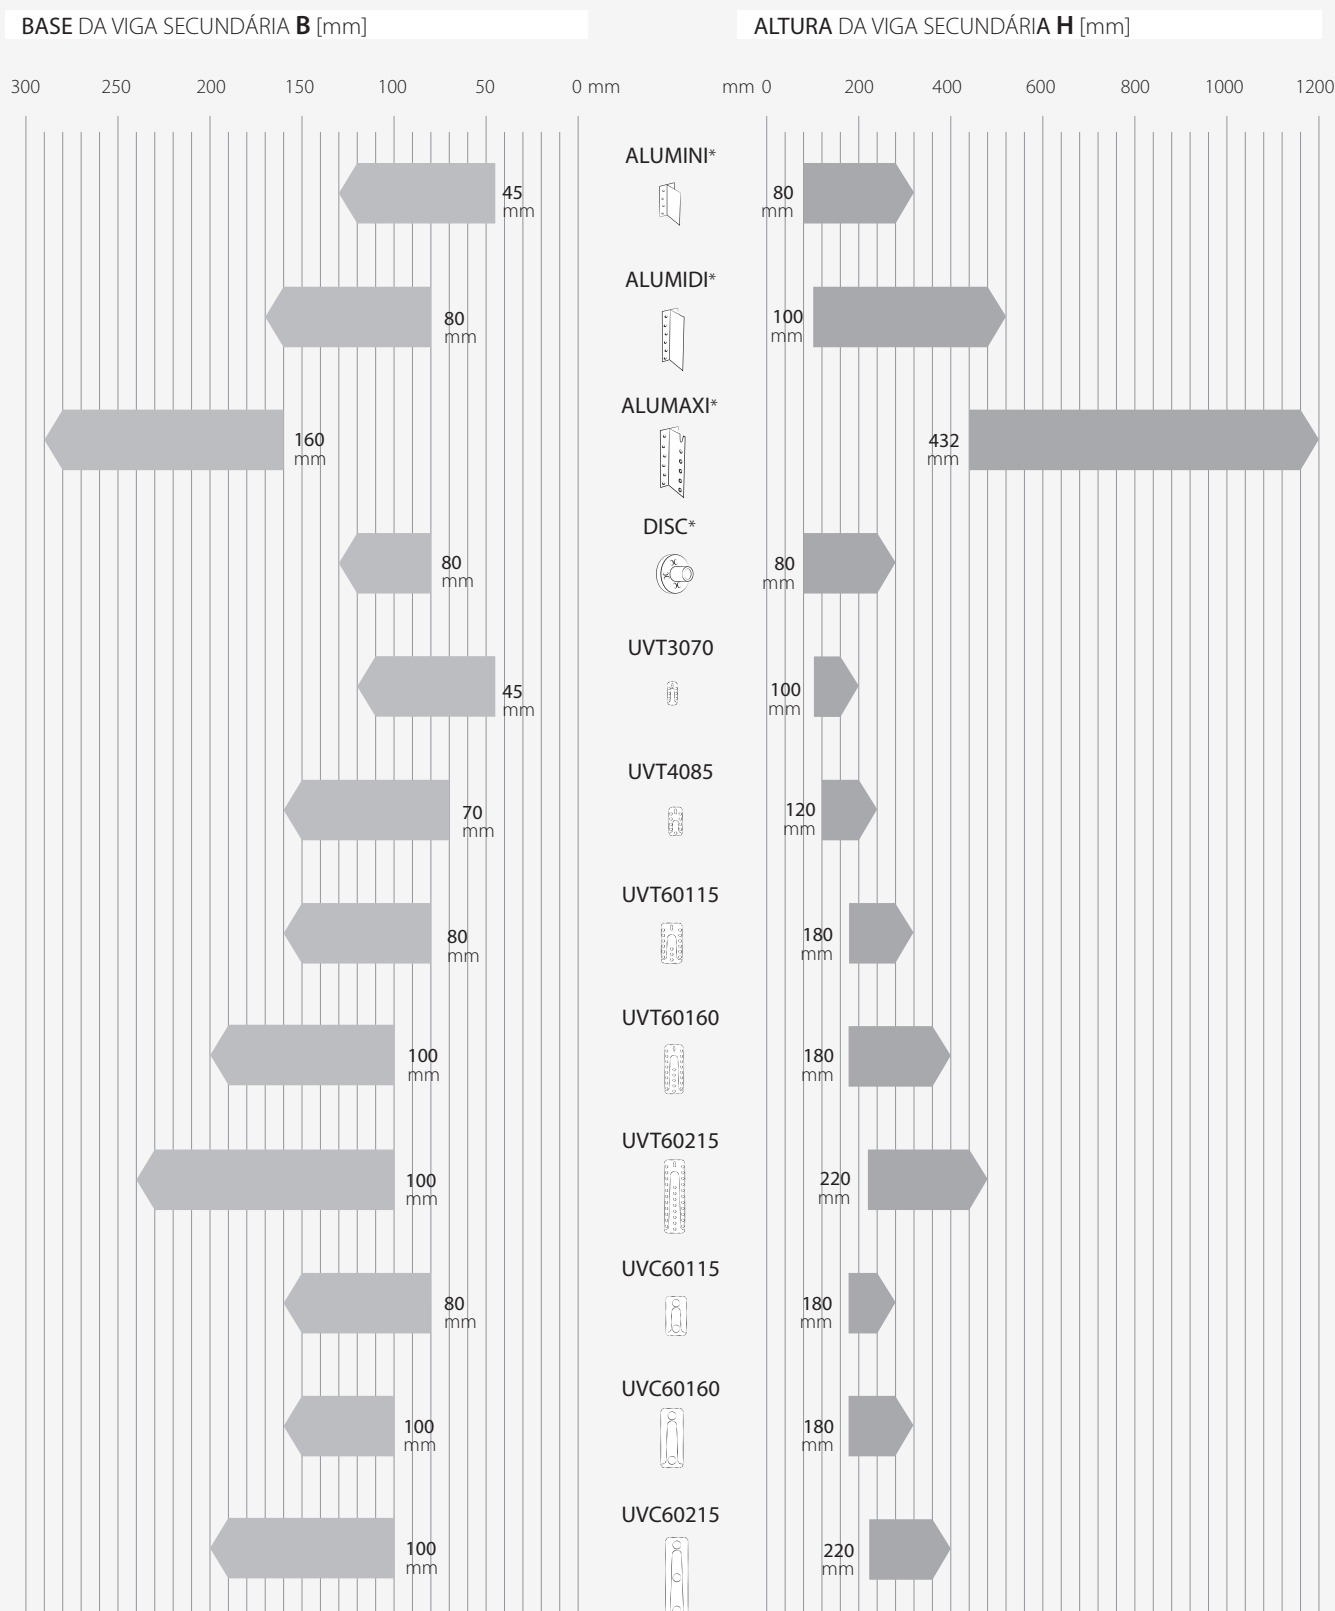 BASE DA VIGA SECUNDÁRIA B [mm]
ALTURA DA VIGA SECUNDÁRIA H [mm]
300 250 200 150 100 50 0 mm
mm 0 200 400 600 800 1000 1200
ALUMINI*
45
mm
80
mm
ALUMIDI*
80
mm
100
mm
ALUMAXI*
160
mm
432
mm
DISC*
80
mm
80
mm
UVT3070
45
mm
100
mm
UVT4085
70
mm
120
mm
UVT60115
80
mm
180
mm
UVT60160
100
mm
180
mm
UVT60215
100
mm
220
mm
UVC60115
80
mm
180
mm
UVC60160
100
mm
180
mm
UVC60215
100
mm
220
mm